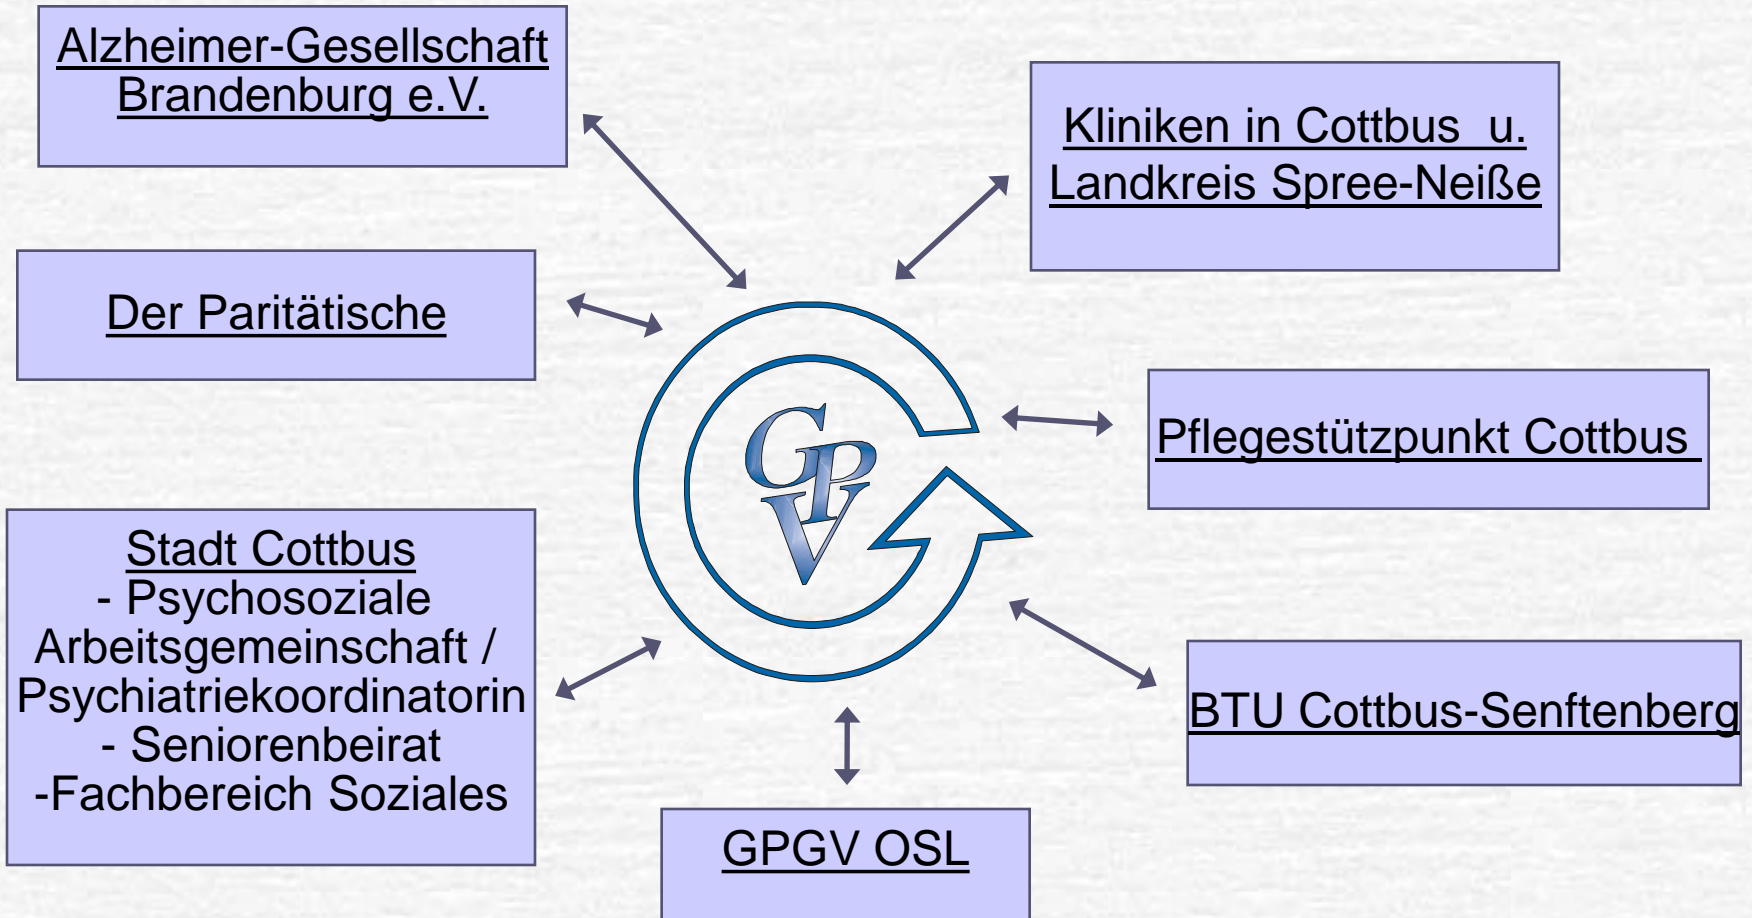 Alzheimer-Gesellschaft
Brandenburg e.V.
Kliniken in Cottbus u.
Landkreis Spree-Neiße
Der Paritätische
GPV
Pflegestützpunkt Cottbus
Stadt Cottbus
- Psychosoziale
Arbeitsgemeinschaft /
Psychiatriekoordinatorin
- Seniorenbeirat
-Fachbereich Soziales
BTU Cottbus-Senftenberg
GPGV OSL